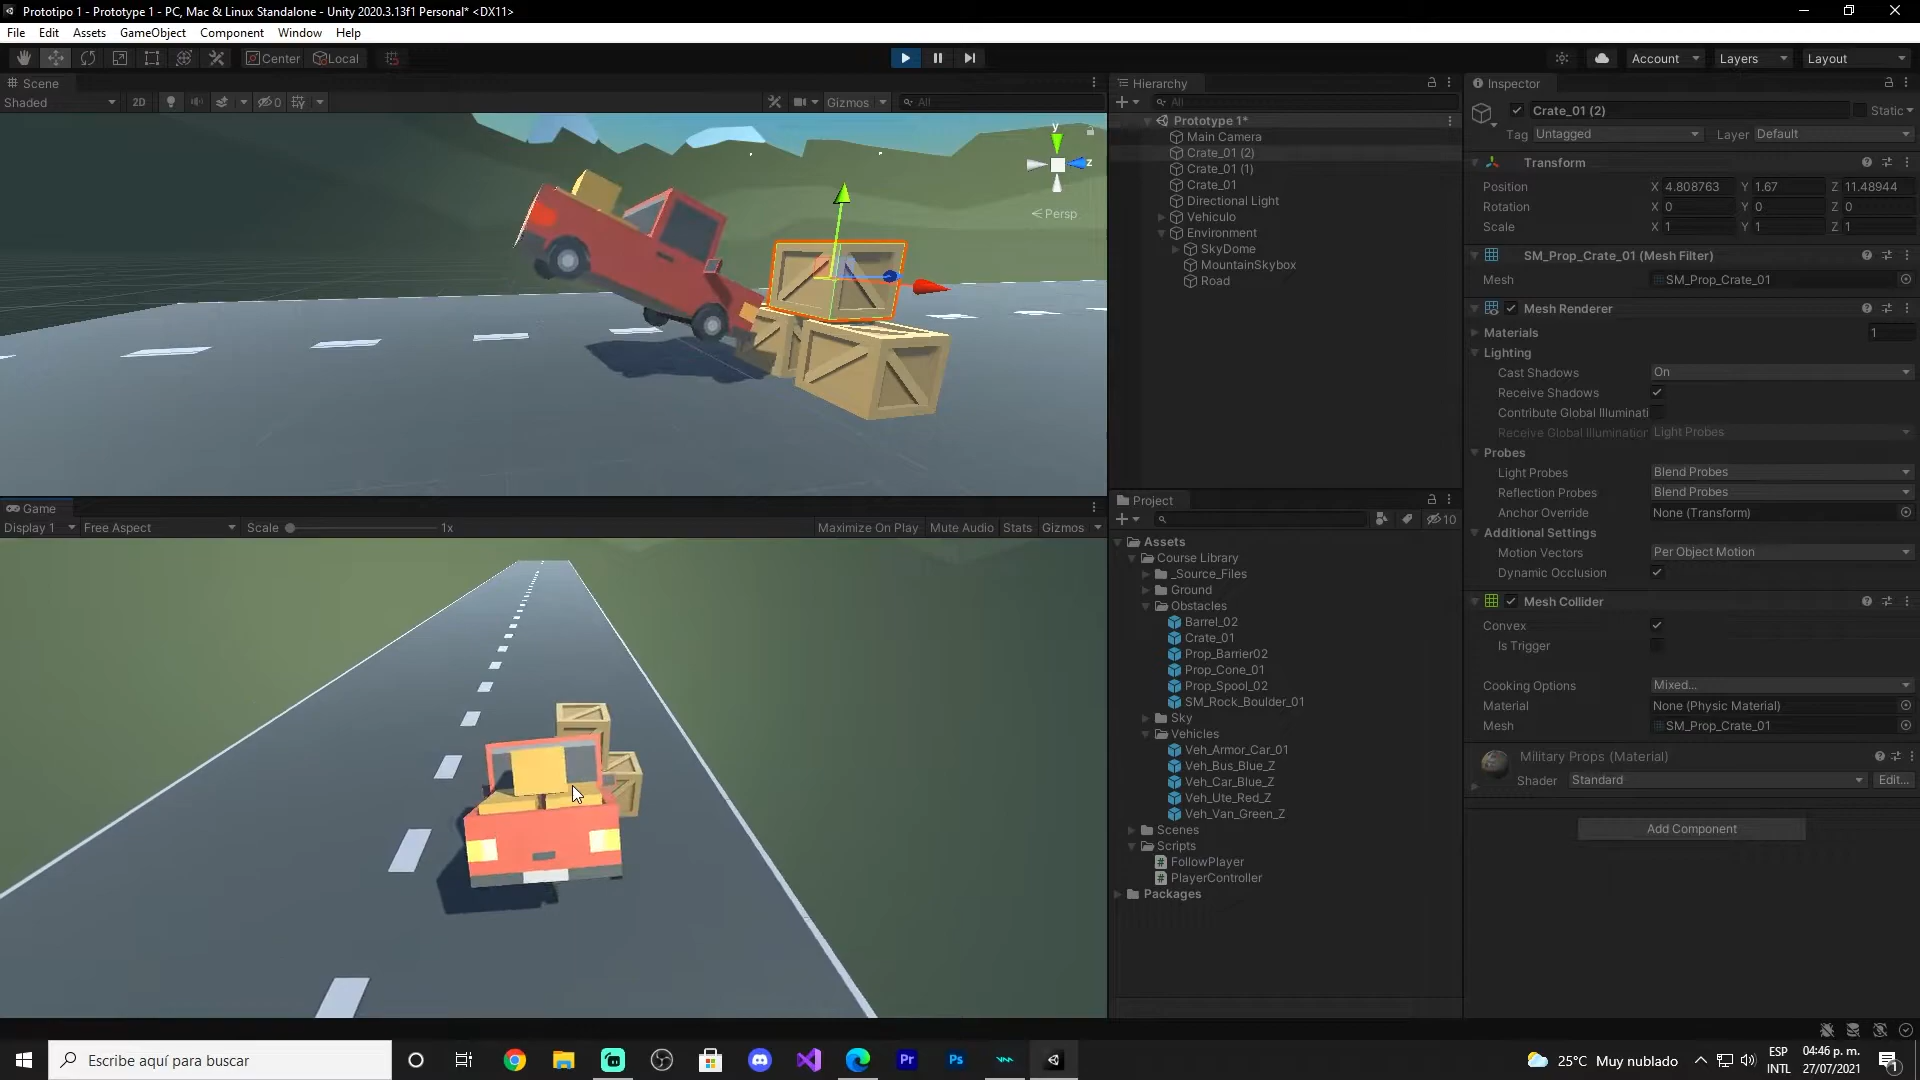 Prototipo 1 - Prototype 1 - PC, Mac & Linux Standalone - Unity 2020.3.13f1 Personal* <DX11>
File Edit Assets GameObject Component Window Help
Center Local Account Layers Layout
Scene
Shaded 2D 0 Gizmos All
y
z
Persp
Game
Display 1 Free Aspect Scale 1x Maximize On Play Mute Audio Stats Gizmos
Hierarchy
All
Prototype 1*
Main Camera
Crate_01 (2)
Crate_01 (1)
Crate_01
Directional Light
Vehiculo
Environment
SkyDome
MountainSkybox
Road
Project
10
Assets
Course Library
_Source_Files
Ground
Obstacles
Barrel_02
Crate_01
Prop_Barrier02
Prop_Cone_01
Prop_Spool_02
SM_Rock_Boulder_01
Sky
Vehicles
Veh_Armor_Car_01
Veh_Bus_Blue_Z
Veh_Car_Blue_Z
Veh_Ute_Red_Z
Veh_Van_Green_Z
Scenes
Scripts
FollowPlayer
PlayerController
Packages
Inspector
Crate_01 (2) Static
Tag Untagged Layer Default
Transform
Position X 4.808763 Y 1.67 Z 11.48944
Rotation X 0 Y 0 Z 0
Scale X 1 Y 1 Z 1
SM_Prop_Crate_01 (Mesh Filter)
Mesh SM_Prop_Crate_01
Mesh Renderer
Materials 1
Lighting
Cast Shadows On
Receive Shadows
Contribute Global Illuminati
Receive Global Illumination Light Probes
Probes
Light Probes Blend Probes
Reflection Probes Blend Probes
Anchor Override None (Transform)
Additional Settings
Motion Vectors Per Object Motion
Dynamic Occlusion
Mesh Collider
Convex
Is Trigger
Cooking Options Mixed...
Material None (Physic Material)
Mesh SM_Prop_Crate_01
Military Props (Material)
Shader Standard Edit...
Add Component
Escribe aquí para buscar
Pr
Ps
25°C Muy nublado
ESP
INTL
04:46 p. m.
27/07/2021
1